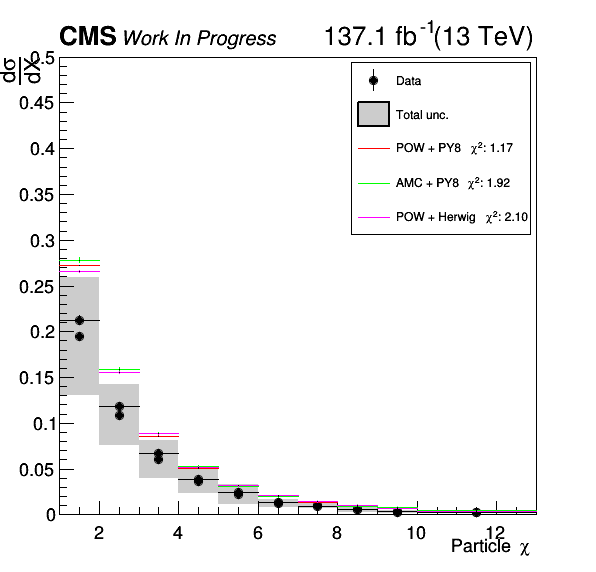 CMS Work In Progress 137.1 fb⁻¹(13 TeV)
dσ
dX
0.5
0.45
0.4
0.35
0.3
0.25
0.2
0.15
0.1
0.05
0
Data
Total unc.
POW + PY8 χ²: 1.17
AMC + PY8 χ²: 1.92
POW + Herwig χ²: 2.10
2 4 6 8 10 12
Particle χ